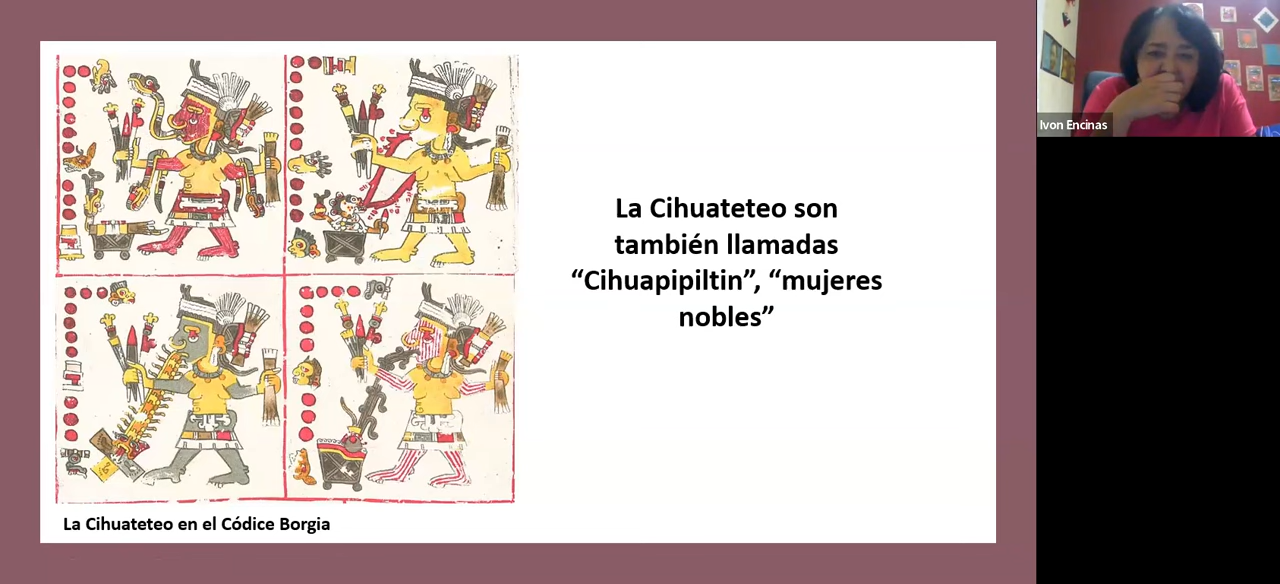 La Cihuateteo son
también llamadas
“Cihuapipiltin”, “mujeres
nobles”
La Cihuateteo en el Códice Borgia
Ivon Encinas